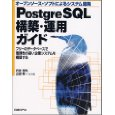 オープンソース・ソフトによるシステム構築
PostgreSQL
構築・運用
ガイド
フリーのデータベースで
信頼性の高い企業システムを
構築する